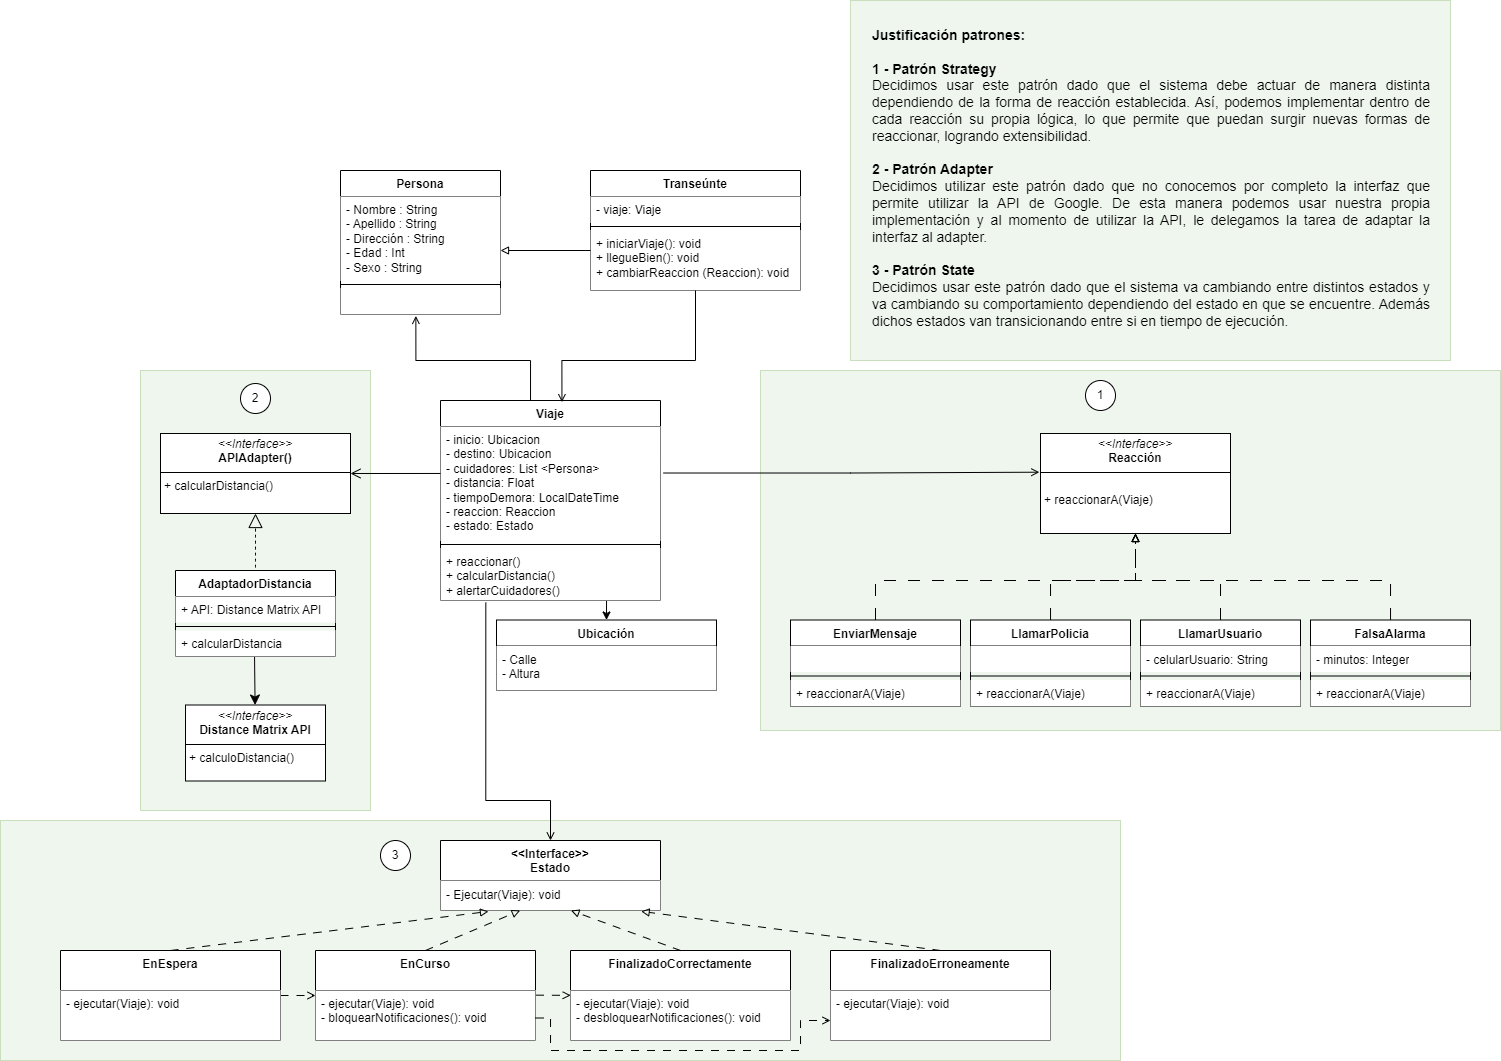 Justificación patrones:
1 - Patrón Strategy
Decidimos usar este patrón dado que el sistema debe actuar de manera distinta
dependiendo de la forma de reacción establecida. Así, podemos implementar dentro de
cada reacción su propia lógica, lo que permite que puedan surgir nuevas formas de
reaccionar, logrando extensibilidad.
2 - Patrón Adapter
Decidimos utilizar este patrón dado que no conocemos por completo la interfaz que
permite utilizar la API de Google. De esta manera podemos usar nuestra propia
implementación y al momento de utilizar la API, le delegamos la tarea de adaptar la
interfaz al adapter.
3 - Patrón State
Decidimos usar este patrón dado que el sistema va cambiando entre distintos estados y
va cambiando su comportamiento dependiendo del estado en que se encuentre. Además
dichos estados van transicionando entre si en tiempo de ejecución.
Persona
- Nombre : String
- Apellido : String
- Dirección : String
- Edad : Int
- Sexo : String
Transeúnte
- viaje: Viaje
+ iniciarViaje(): void
+ llegueBien(): void
+ cambiarReaccion (Reaccion): void
2
<<Interface>>
APIAdapter()
+ calcularDistancia()
AdaptadorDistancia
+ API: Distance Matrix API
+ calcularDistancia
<<Interface>>
Distance Matrix API
+ calculoDistancia()
Viaje
- inicio: Ubicacion
- destino: Ubicacion
- cuidadores: List <Persona>
- distancia: Float
- tiempoDemora: LocalDateTime
- reaccion: Reaccion
- estado: Estado
+ reaccionar()
+ calcularDistancia()
+ alertarCuidadores()
Ubicación
- Calle
- Altura
1
<<Interface>>
Reacción
+ reaccionarA(Viaje)
EnviarMensaje
+ reaccionarA(Viaje)
LlamarPolicia
+ reaccionarA(Viaje)
LlamarUsuario
- celularUsuario: String
+ reaccionarA(Viaje)
FalsaAlarma
- minutos: Integer
+ reaccionarA(Viaje)
3
<<Interface>>
Estado
- Ejecutar(Viaje): void
EnEspera
- ejecutar(Viaje): void
EnCurso
- ejecutar(Viaje): void
- bloquearNotificaciones(): void
FinalizadoCorrectamente
- ejecutar(Viaje): void
- desbloquearNotificaciones(): void
FinalizadoErroneamente
- ejecutar(Viaje): void